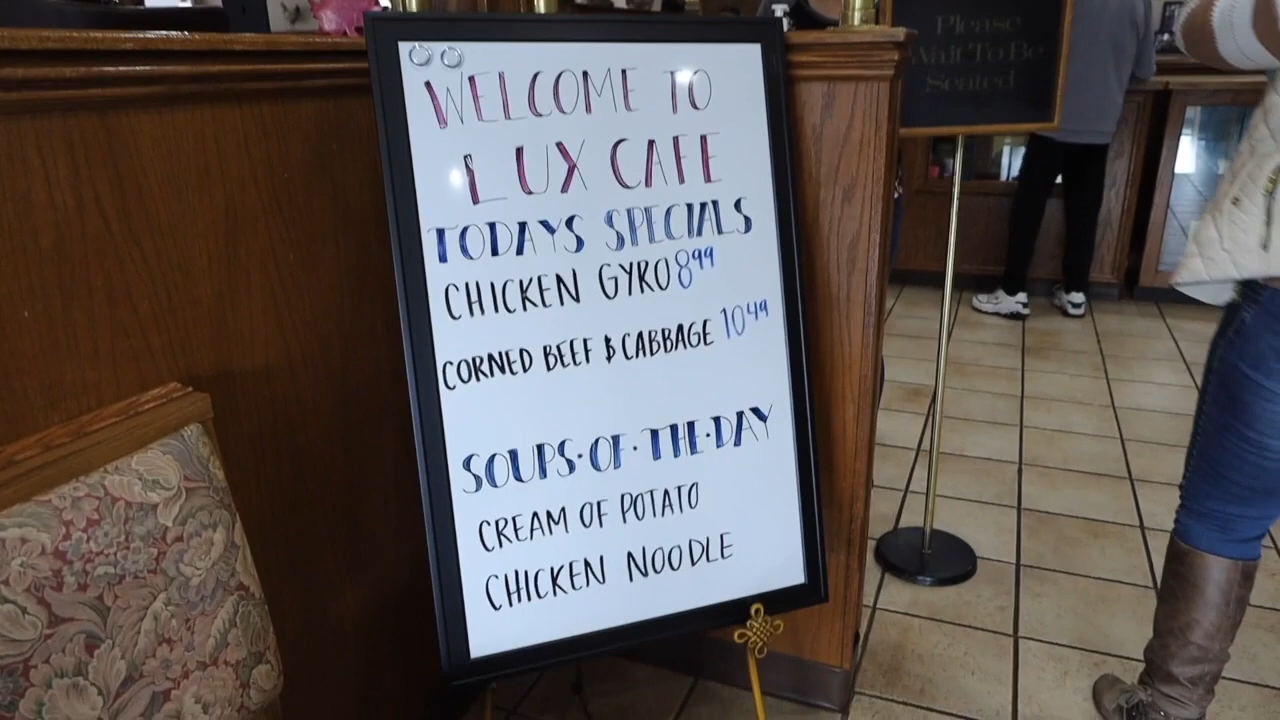 WELCOME TO
LUX CAFE
TODAYS SPECIALS
CHICKEN GYRO 8.99
CORNED BEEF & CABBAGE 10.49
SOUPS·OF·THE·DAY
CREAM OF POTATO
CHICKEN NOODLE
Please
Wait To Be
Seated